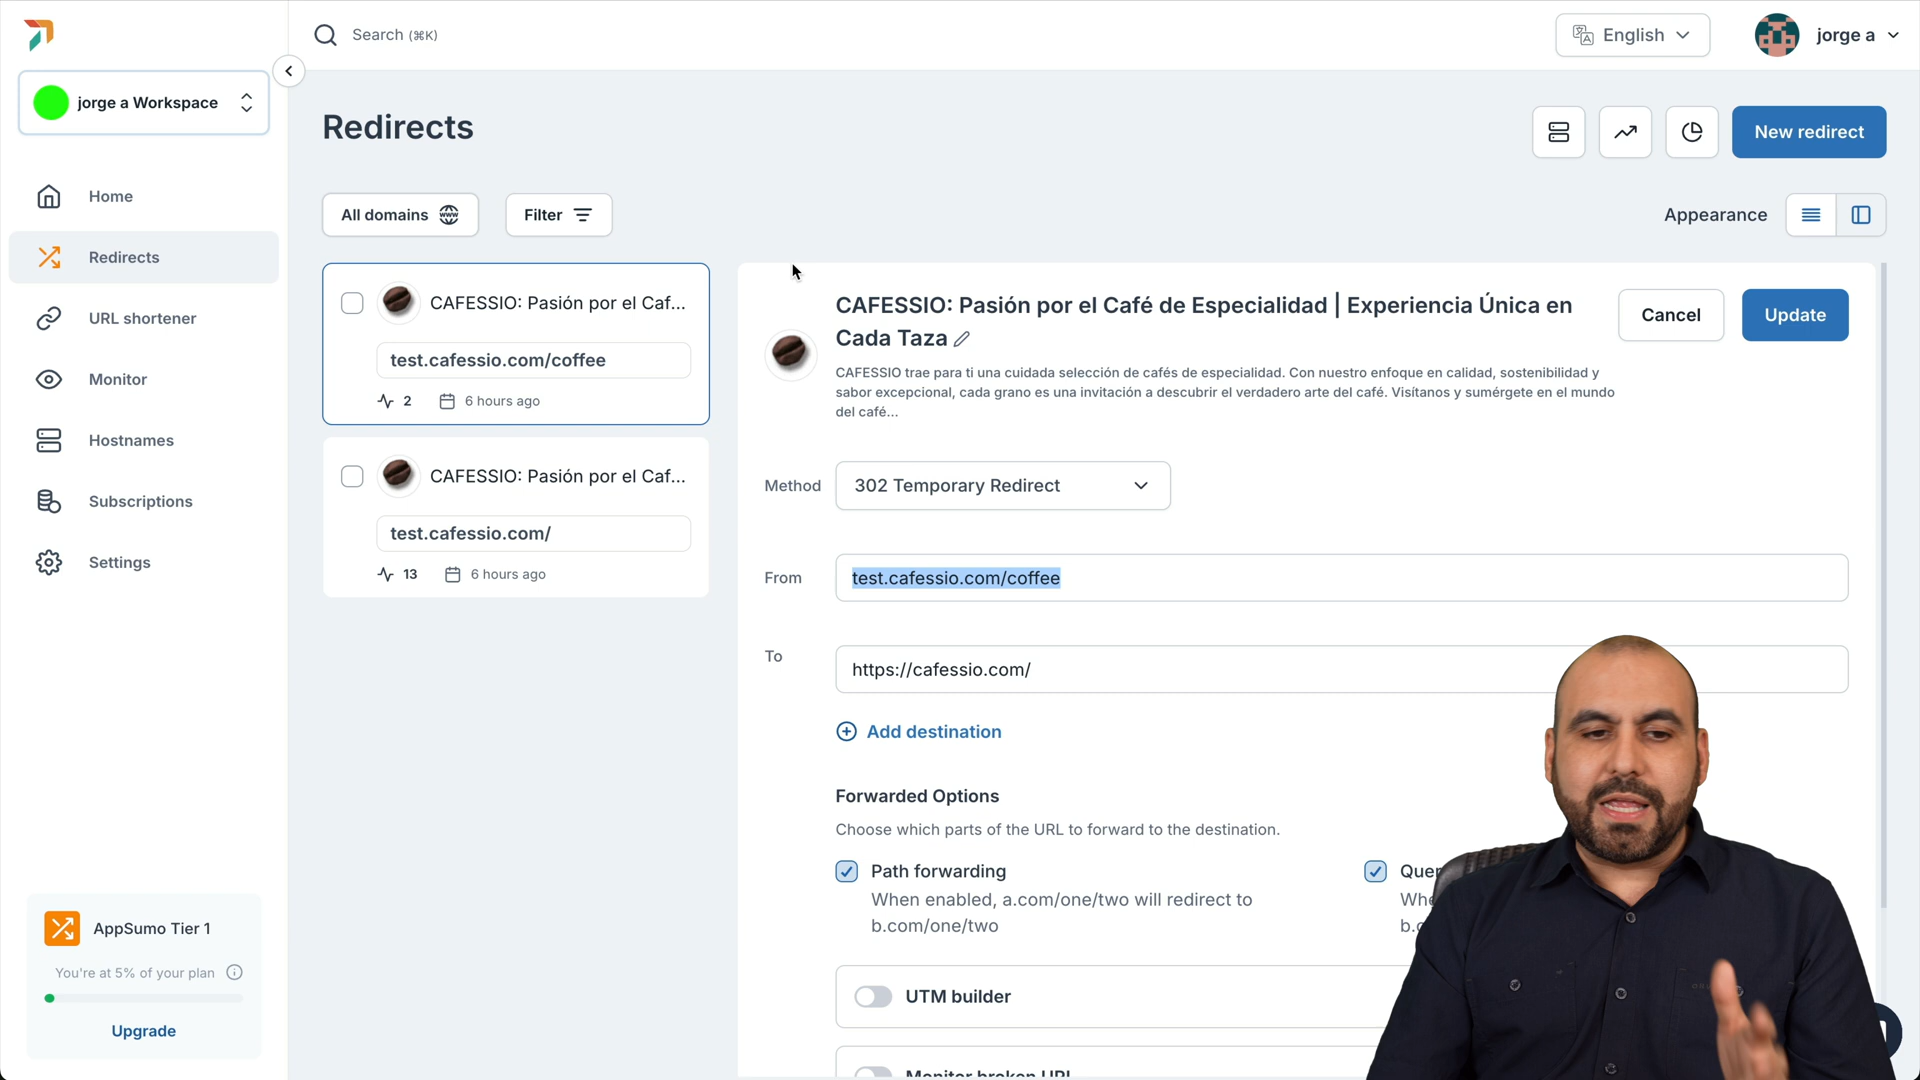 Search (⌘K)
English
jorge a
jorge a Workspace
Home
Redirects
URL shortener
Monitor
Hostnames
Subscriptions
Settings
AppSumo Tier 1
You're at 5% of your plan
Upgrade
Redirects
New redirect
All domains
Filter
Appearance
CAFESSIO: Pasión por el Caf...
test.cafessio.com/coffee
2
6 hours ago
CAFESSIO: Pasión por el Caf...
test.cafessio.com/
13
6 hours ago
CAFESSIO: Pasión por el Café de Especialidad | Experiencia Única en
Cada Taza
Cancel
Update
CAFESSIO trae para ti una cuidada selección de cafés de especialidad. Con nuestro enfoque en calidad, sostenibilidad y
sabor excepcional, cada grano es una invitación a descubrir el verdadero arte del café. Visítanos y sumérgete en el mundo
del café...
Method
302 Temporary Redirect
From
test.cafessio.com/coffee
To
https://cafessio.com/
Add destination
Forwarded Options
Choose which parts of the URL to forward to the destination.
Path forwarding
When enabled, a.com/one/two will redirect to
b.com/one/two
UTM builder
Monitor broken URL